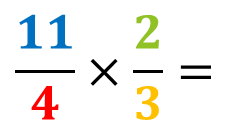 11/4 × 2/3 =